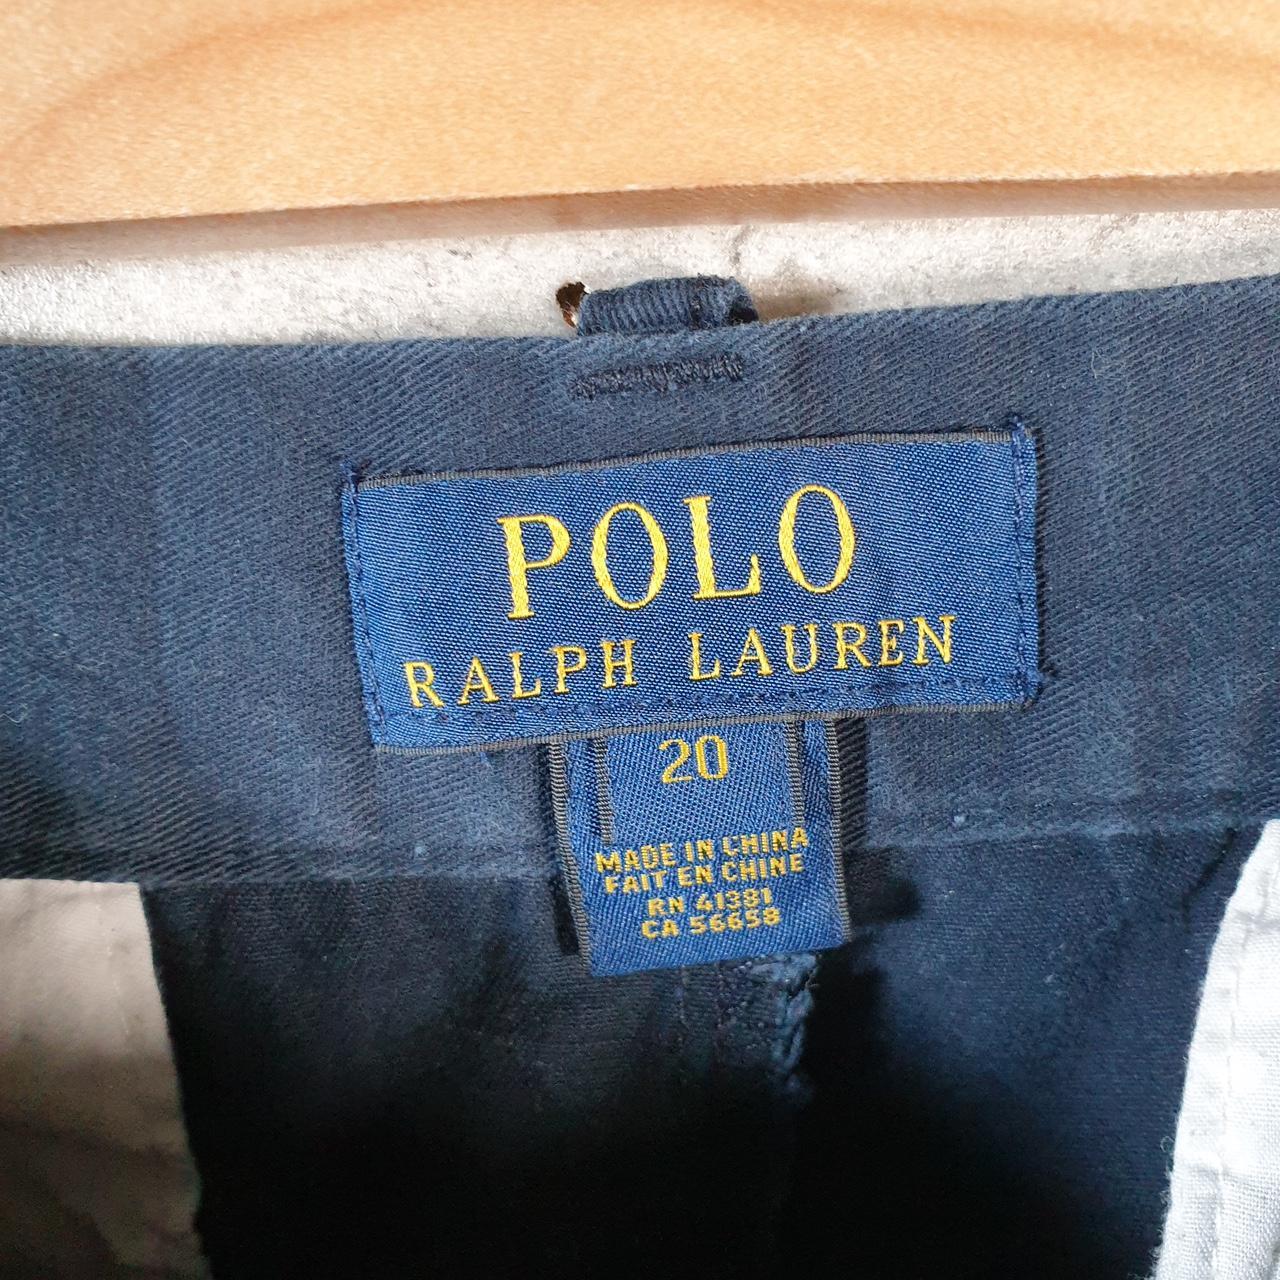 POLO
RALPH LAUREN
20
MADE IN CHINA
FAIT EN CHINE
RN 41381
CA 56658